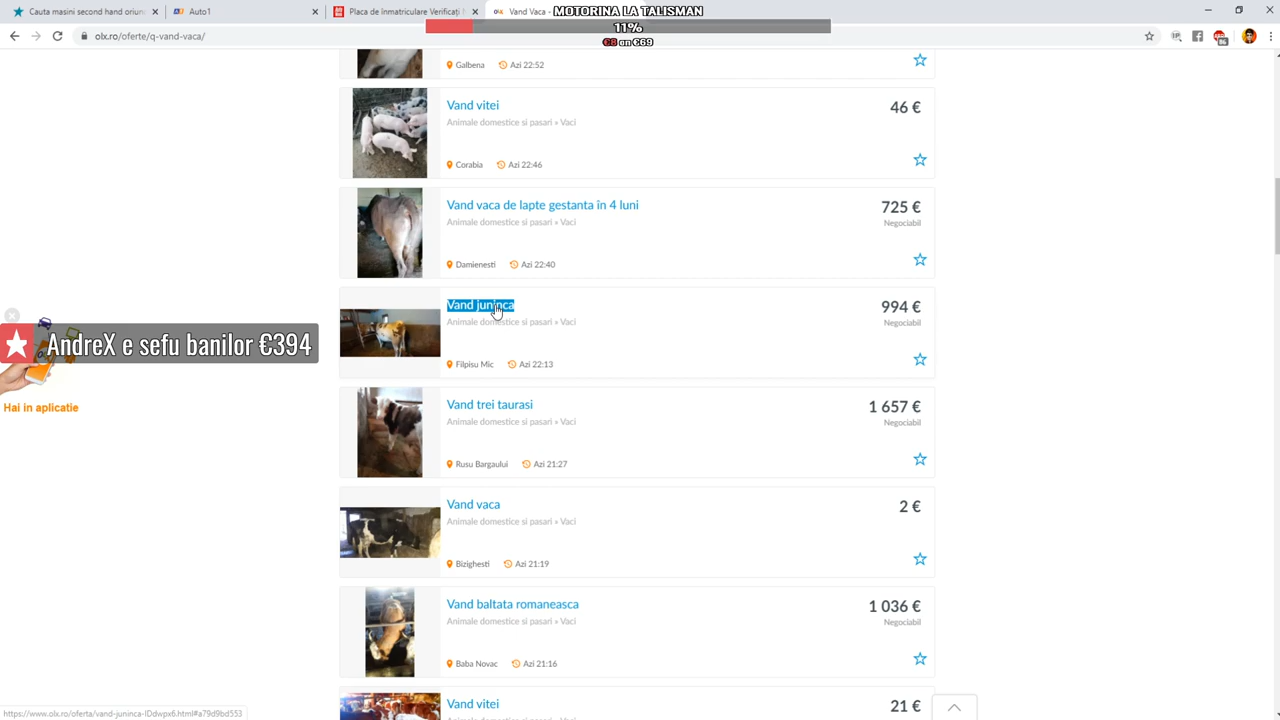 Cauta masini second hand oriun
Auto1
Placa de înmatriculare Verificați
Vand Vaca -
MOTORINA LA TALISMAN
11%
€8 an €69
olx.ro/oferte/q-vand-vaca/
Galbena Azi 22:52
Vand vitei 46 €
Animale domestice si pasari » Vaci
Corabia Azi 22:46
Vand vaca de lapte gestanta în 4 luni 725 €
Animale domestice si pasari » Vaci Negociabil
Damienesti Azi 22:40
Vand juninca 994 €
Animale domestice si pasari » Vaci Negociabil
Filpisu Mic Azi 22:13
AndreX e sefu banilor €394
Hai in aplicatie
Vand trei taurasi 1 657 €
Animale domestice si pasari » Vaci Negociabil
Rusu Bargaului Azi 21:27
Vand vaca 2 €
Animale domestice si pasari » Vaci
Bizighesti Azi 21:19
Vand baltata romaneasca 1 036 €
Animale domestice si pasari » Vaci Negociabil
Baba Novac Azi 21:16
Vand vitei 21 €
https://www.olx.ro/oferta/vand-juninca-IDdwpx6.html#a79d9bd553